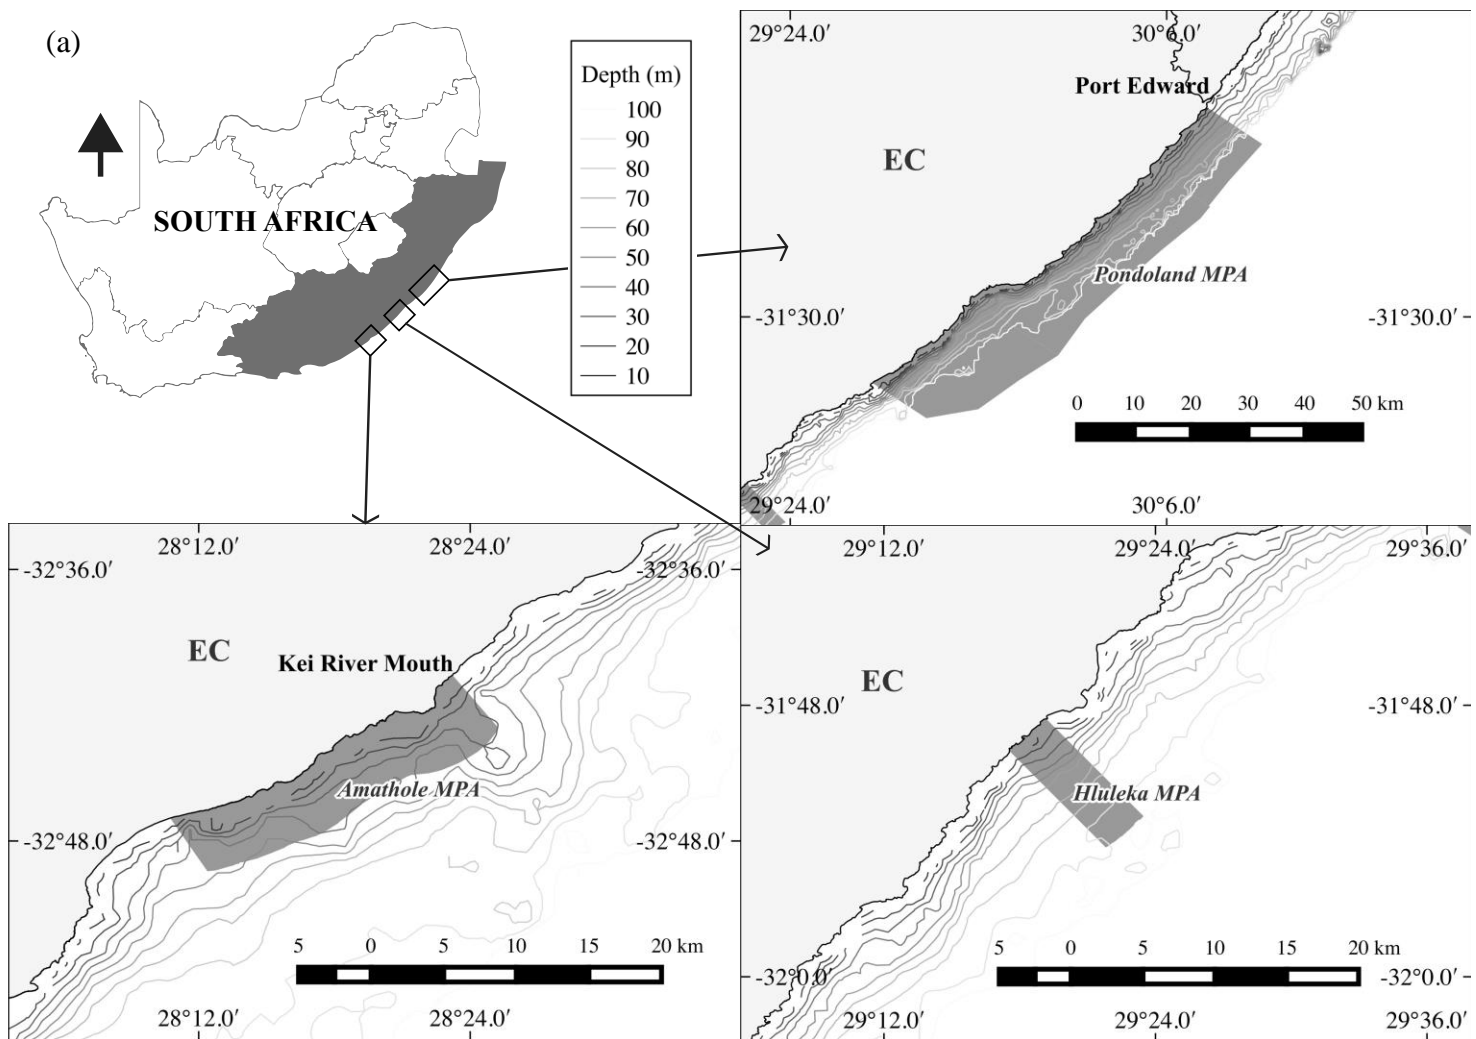 (a)
SOUTH AFRICA
Depth (m)
100
90
80
70
60
50
40
30
20
10
29°24.0′ 30°6.0′
Port Edward
EC
Pondoland MPA
-31°30.0′ -31°30.0′
0 10 20 30 40 50 km
29°24.0′ 30°6.0′
28°12.0′ 28°24.0′
-32°36.0′ -32°36.0′
EC
Kei River Mouth
Amathole MPA
-32°48.0′ -32°48.0′
5 0 5 10 15 20 km
28°12.0′ 28°24.0′
29°12.0′ 29°24.0′ 29°36.0′
EC
-31°48.0′ -31°48.0′
Hluleka MPA
5 0 5 10 15 20 km
-32°0.0′ -32°0.0′
29°12.0′ 29°24.0′ 29°36.0′